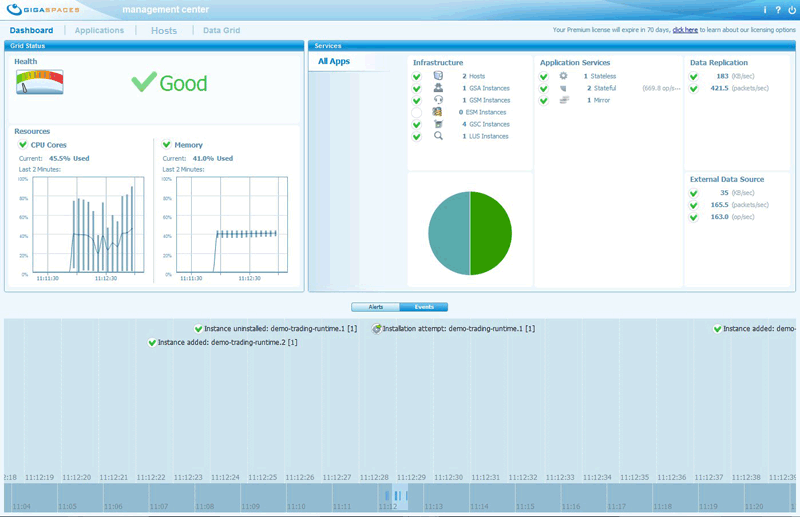 GIGASPACES management center i ?
Dashboard Applications Hosts Data Grid
Your Premium license will expire in 70 days, click here to learn about our licensing options
Grid Status
Health
Good
Resources
CPU Cores
Current: 45.5% Used
Last 2 Minutes:
100%
80%
60%
40%
20%
0%
11:11:30 11:12:30
Memory
Current: 41.0% Used
Last 2 Minutes:
100%
80%
60%
40%
20%
0%
11:11:30 11:12:30
Services
All Apps
Infrastructure
2 Hosts
1 GSA Instances
1 GSM Instances
0 ESM Instances
4 GSC Instances
1 LUS Instances
Application Services
1 Stateless
2 Stateful (669.8 op/s...
1 Mirror
Data Replication
183 (KB/sec)
421.5 (packets/sec)
External Data Source
35 (KB/sec)
165.5 (packets/sec)
163.0 (op/sec)
Alerts Events
Instance uninstalled: demo-trading-runtime.1 [1] Installation attempt: demo-trading-runtime.1 [1] Instance added: demo-
Instance added: demo-trading-runtime.2 [1]
2:18 11:12:19 11:12:20 11:12:21 11:12:22 11:12:23 11:12:24 11:12:25 11:12:26 11:12:27 11:12:28 11:12:29 11:12:30 11:12:31 11:12:32 11:12:33 11:12:34 11:12:35 11:12:36 11:12:37 11:12:38 11:12:39
11:04 11:05 11:06 11:07 11:08 11:09 11:10 11:11 11:12 11:13 11:14 11:15 11:16 11:17 11:18 11:19 11:20